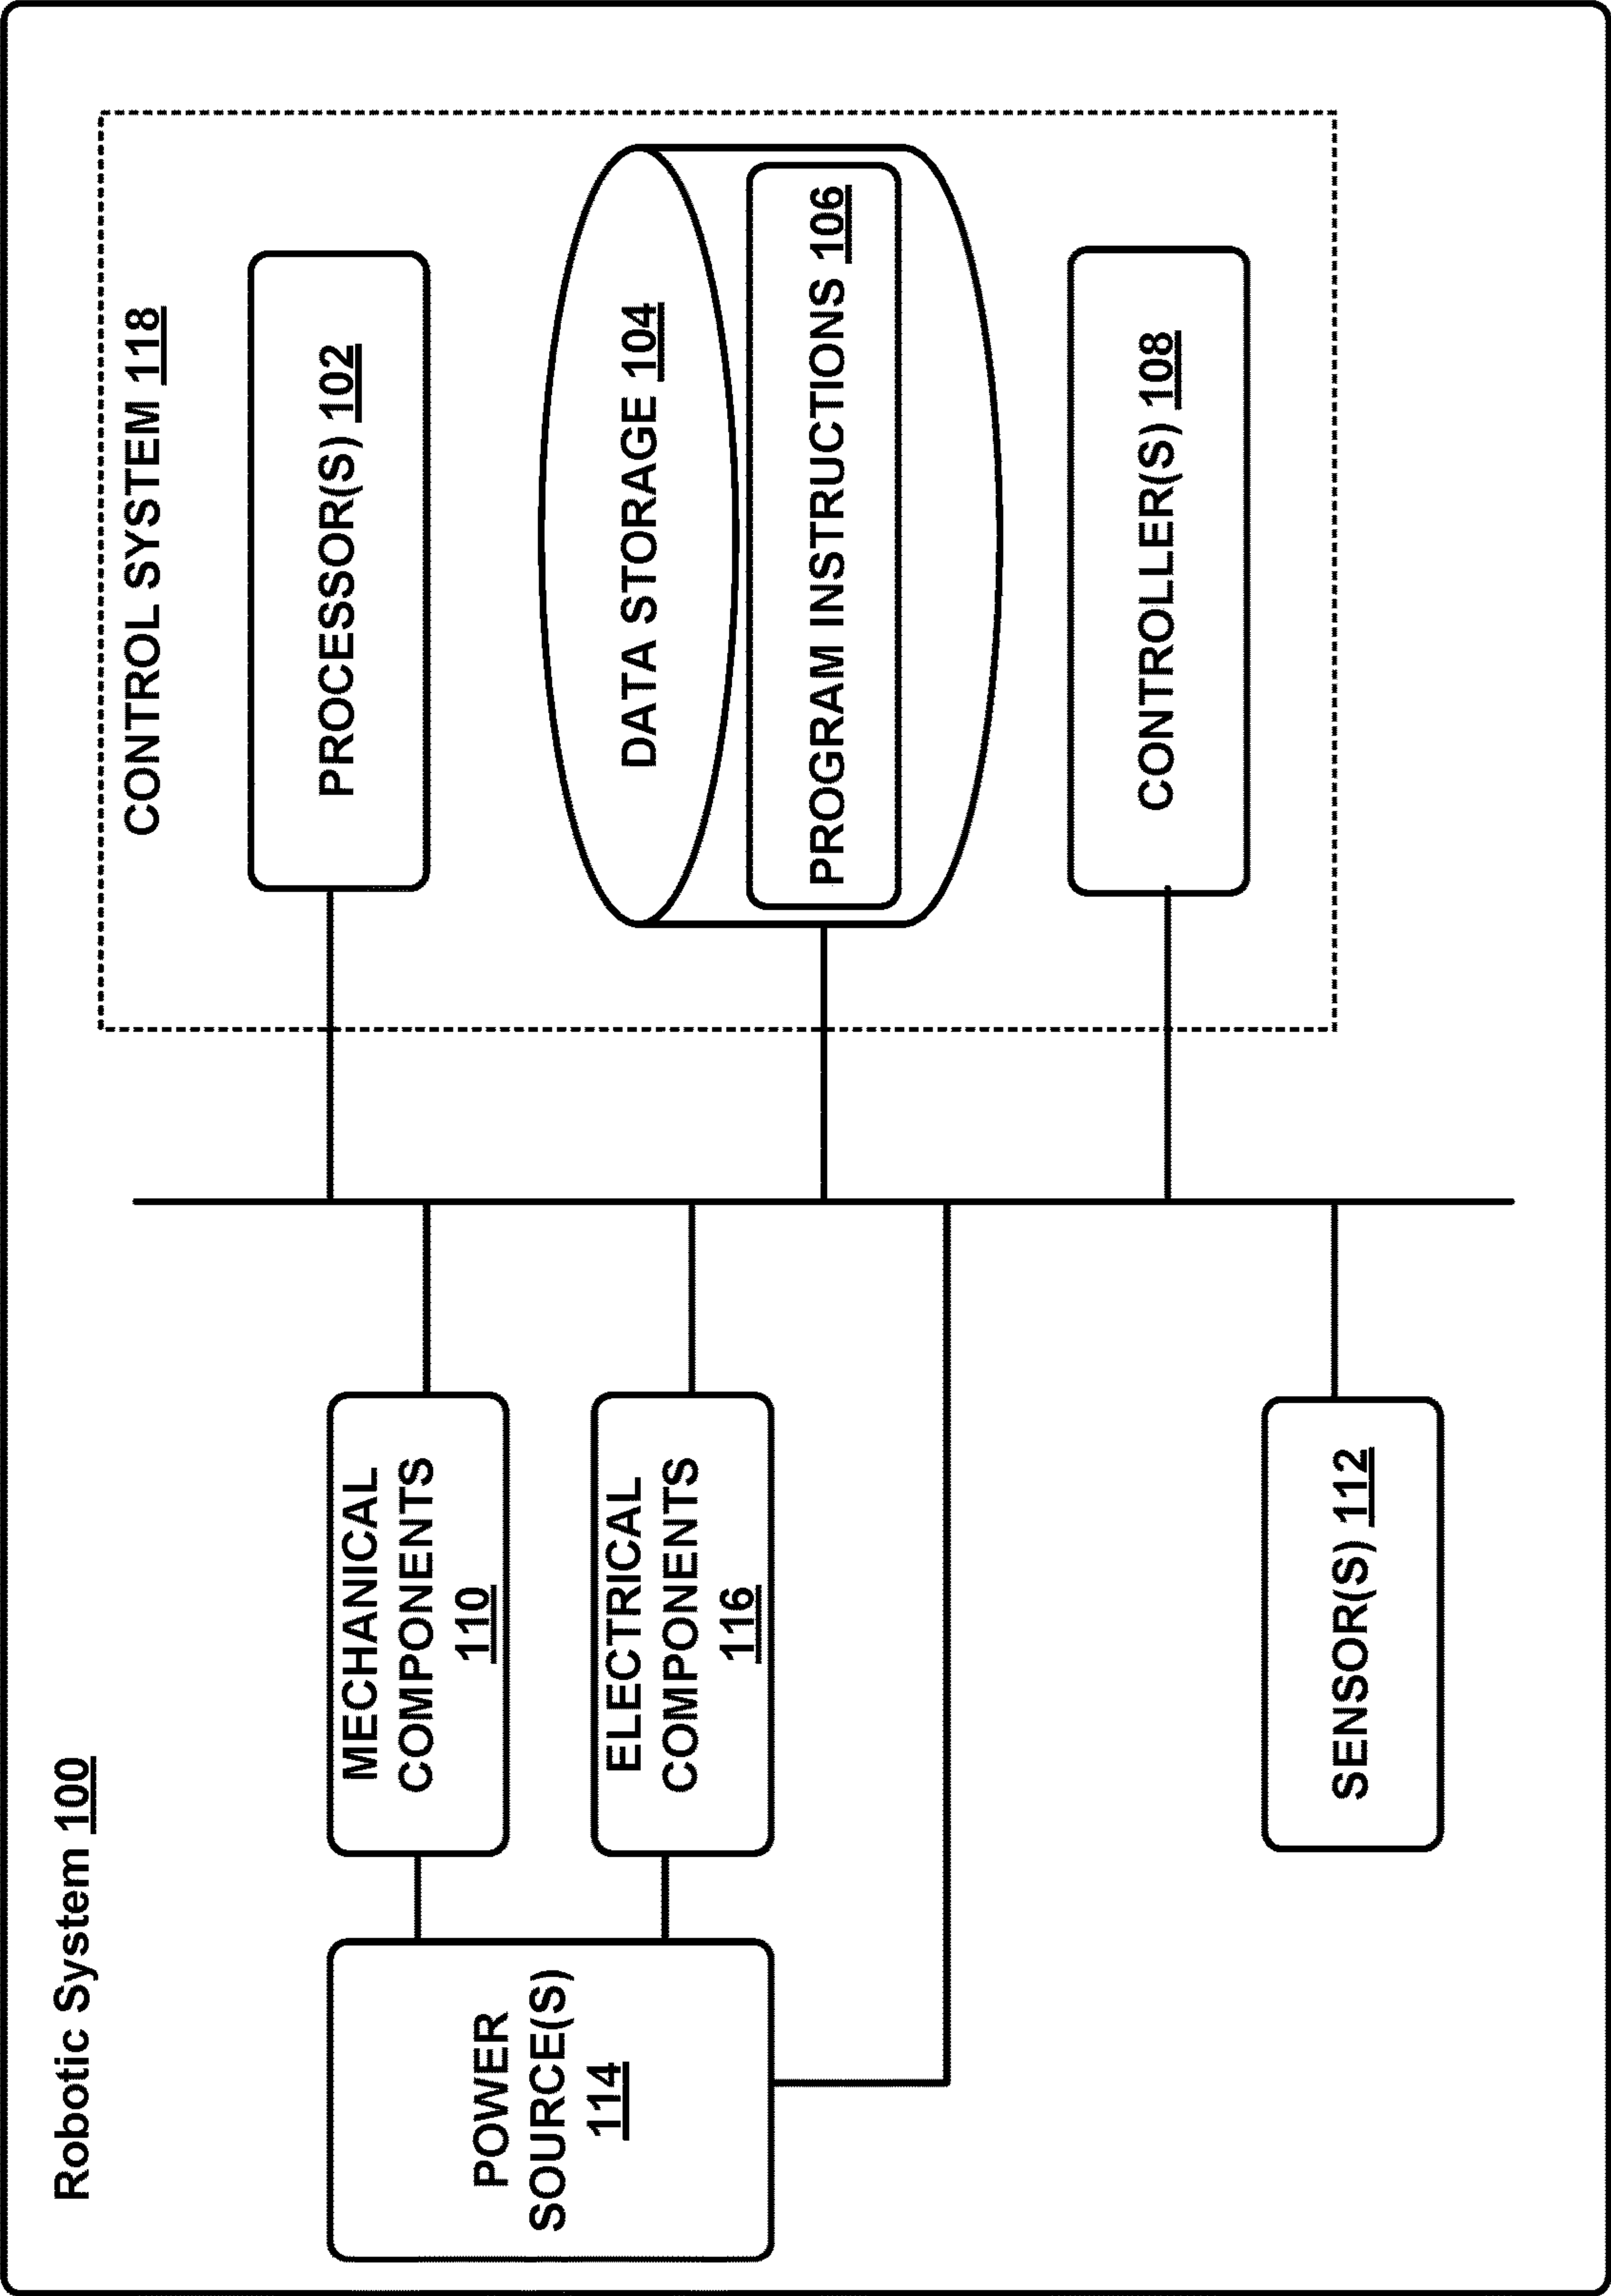 Robotic System 100
CONTROL SYSTEM 118
PROCESSOR(S) 102
DATA STORAGE 104
PROGRAM INSTRUCTIONS 106
CONTROLLER(S) 108
MECHANICAL
COMPONENTS
110
ELECTRICAL
COMPONENTS
116
POWER
SOURCE(S)
114
SENSOR(S) 112